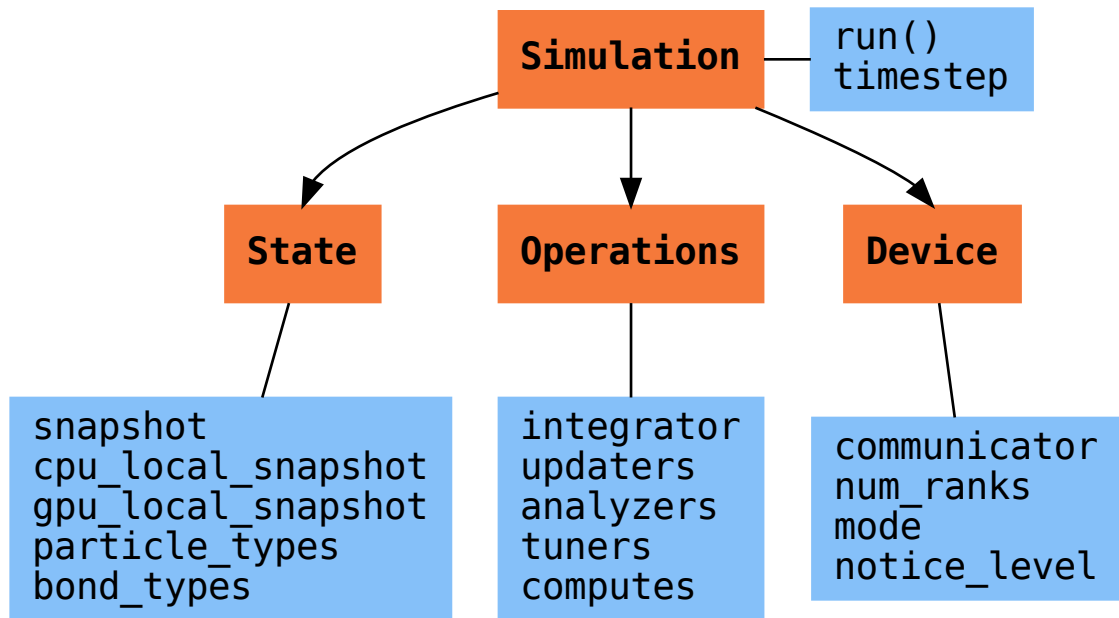 Simulation
run()
timestep
State
Operations
Device
snapshot
cpu_local_snapshot
gpu_local_snapshot
particle_types
bond_types
integrator
updaters
analyzers
tuners
computes
communicator
num_ranks
mode
notice_level